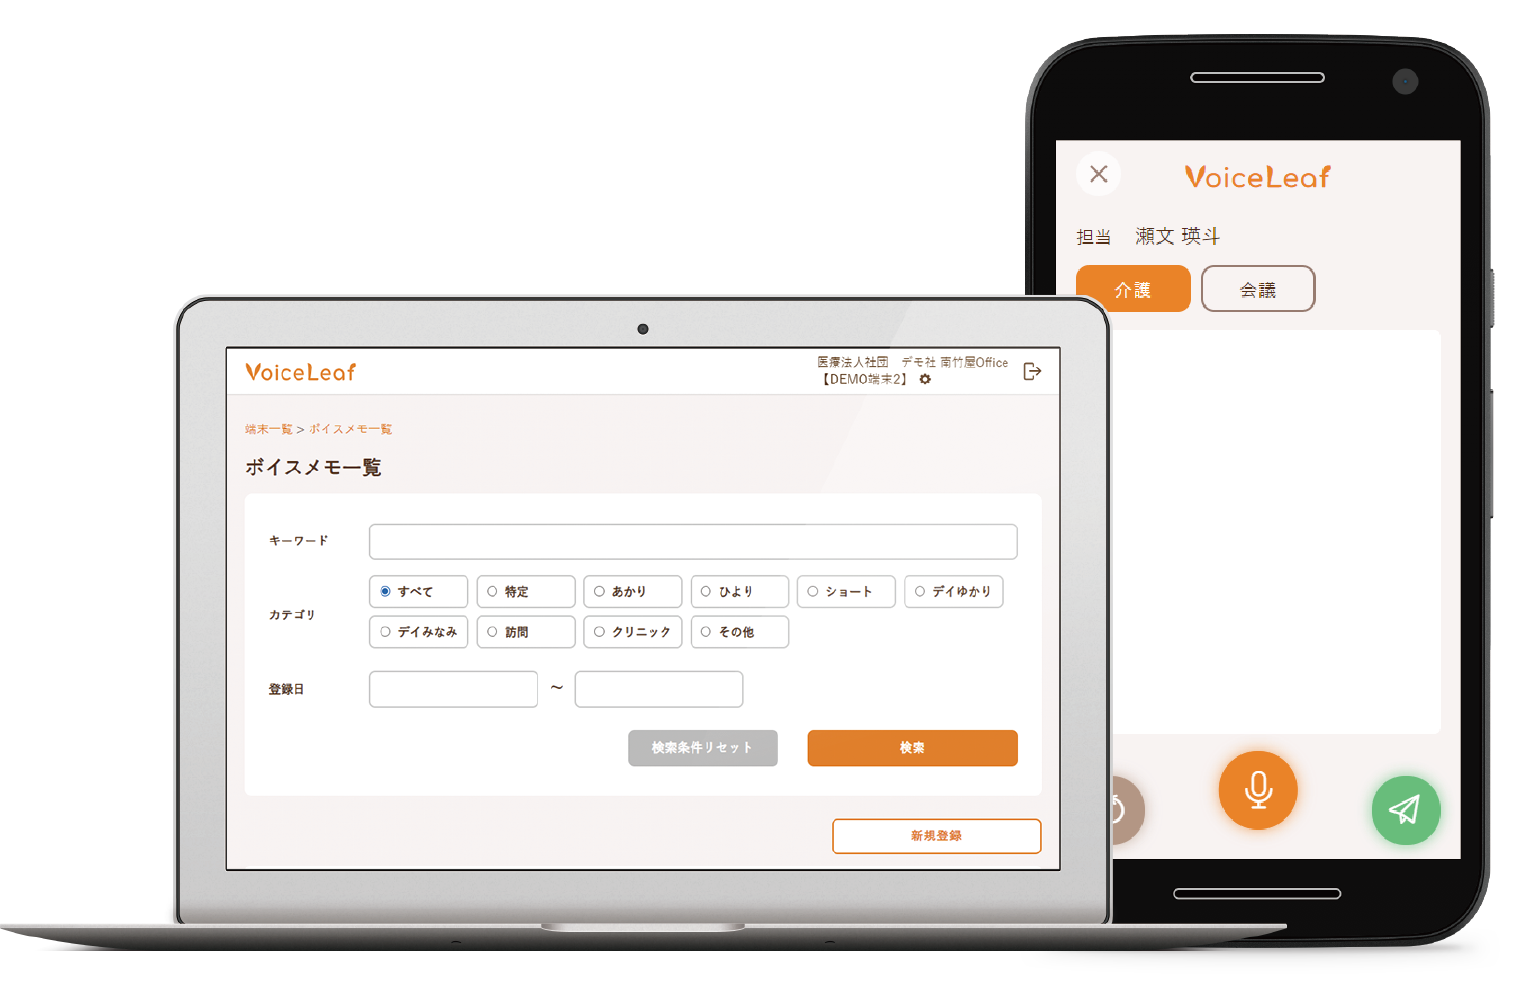 VoiceLeaf
担当 瀬文 瑛斗
介護 会議
VoiceLeaf
医療法人社団 デモ社 南竹屋Office
【DEMO端末2】
端末一覧 > ボイスメモ一覧
ボイスメモ一覧
キーワード
カテゴリ
すべて 特定 あかり ひより ショート デイゆかり
デイみなみ 訪問 クリニック その他
登録日 ～
検索条件リセット 検索
新規登録